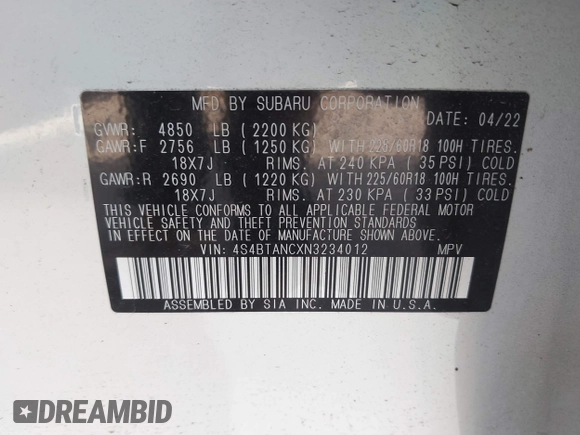 MFD BY SUBARU CORPORATION
DATE: 04/22
GVWR: 4850 LB (2200 KG)
GAWR:F 2756 LB (1250 KG) WITH 225/60R18 100H TIRES.
18X7J RIMS. AT 240 KPA (35 PSI) COLD
GAWR:R 2690 LB (1220 KG) WITH 225/60R18 100H TIRES.
18X7J RIMS. AT 230 KPA (33 PSI) COLD
THIS VEHICLE CONFORMS TO ALL APPLICABLE FEDERAL MOTOR
VEHICLE SAFETY AND THEFT PREVENTION STANDARDS
IN EFFECT ON THE DATE OF MANUFACTURE SHOWN ABOVE.
VIN: 4S4BTANCXN3234012 MPV
ASSEMBLED BY SIA INC. MADE IN U.S.A.
DREAMBID